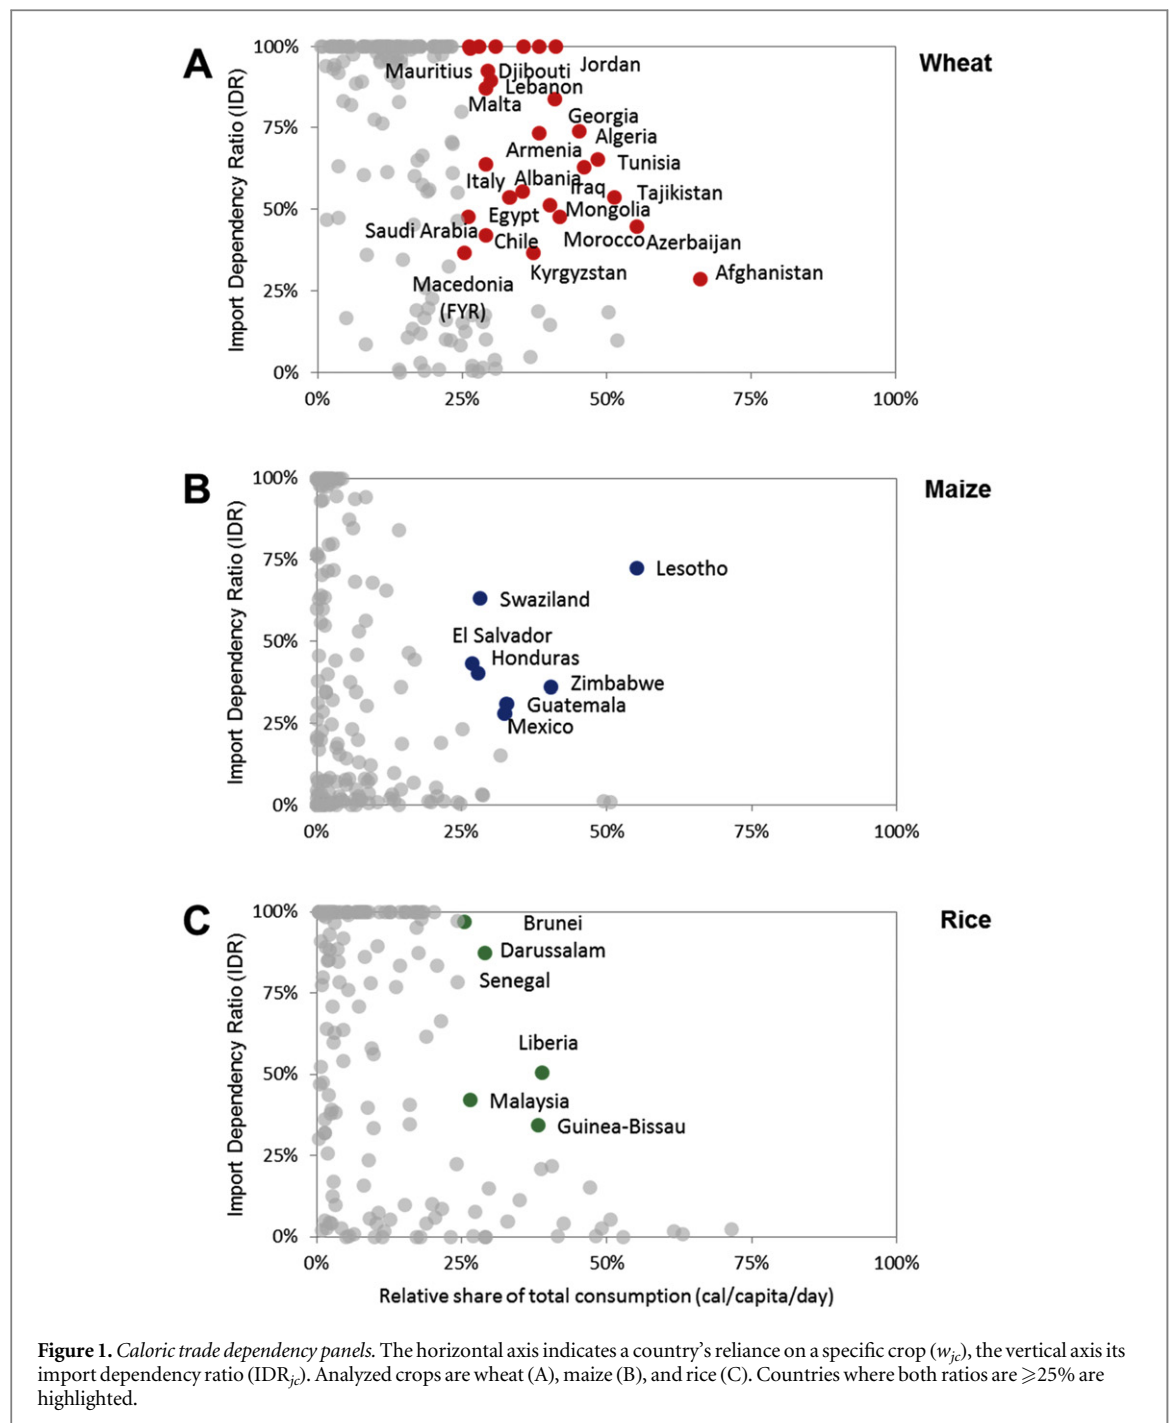 A
Wheat
Import Dependency Ratio (IDR)
100%
75%
50%
25%
0%
Jordan
Mauritius
Djibouti
Lebanon
Malta
Georgia
Algeria
Armenia
Tunisia
Italy
Albania
Iraq
Tajikistan
Egypt
Mongolia
Saudi Arabia
Chile
Morocco
Azerbaijan
Kyrgyzstan
Afghanistan
Macedonia
(FYR)
0%
25%
50%
75%
100%
B
Maize
Import Dependency Ratio (IDR)
100%
75%
50%
25%
0%
Lesotho
Swaziland
El Salvador
Honduras
Zimbabwe
Guatemala
Mexico
0%
25%
50%
75%
100%
C
Rice
Import Dependency Ratio (IDR)
100%
75%
50%
25%
0%
Brunei
Darussalam
Senegal
Liberia
Malaysia
Guinea-Bissau
0%
25%
50%
75%
100%
Relative share of total consumption (cal/capita/day)
Figure 1. Caloric trade dependency panels. The horizontal axis indicates a country's reliance on a specific crop (wjc), the vertical axis its
import dependency ratio (IDRjc). Analyzed crops are wheat (A), maize (B), and rice (C). Countries where both ratios are ⩾25% are
highlighted.